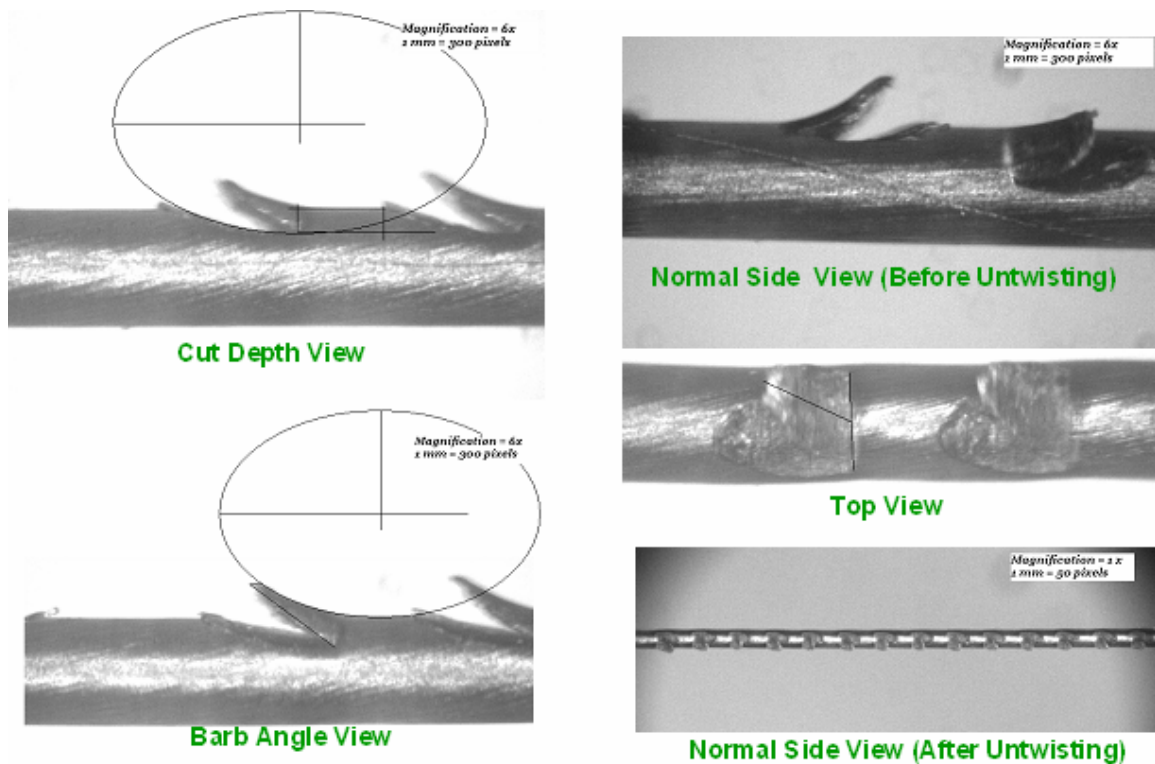 Magnification = 6x
1 mm = 300 pixels
Cut Depth View
Magnification = 6x
1 mm = 300 pixels
Normal Side View (Before Untwisting)
Top View
Magnification = 6x
1 mm = 300 pixels
Barb Angle View
Magnification = 1 x
1 mm = 50 pixels
Normal Side View (After Untwisting)